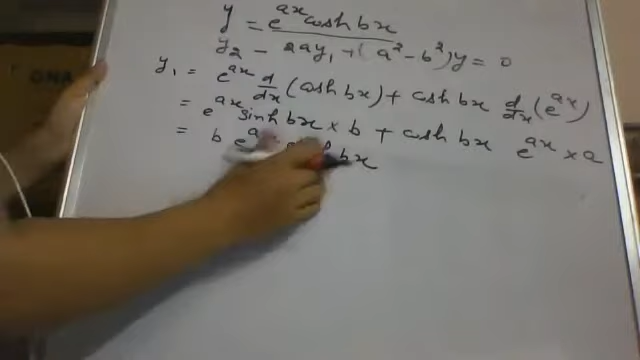 y = e^{ax} cosh bx
y₂ - 2ay₁ + (a² - b²)y = 0
y₁ = e^{ax} d/dx (cosh bx) + cosh bx d/dx (e^{ax})
= e^{ax} sinh bx × b + cosh bx e^{ax} × a
= b e bx